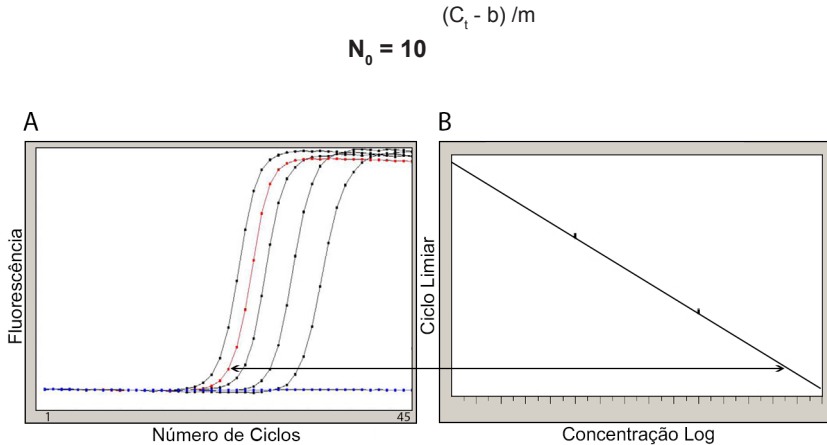 (Cₜ - b) /m
N₀ = 10
A
B
Fluorescência
Ciclo Limiar
1
45
Número de Ciclos
Concentração Log